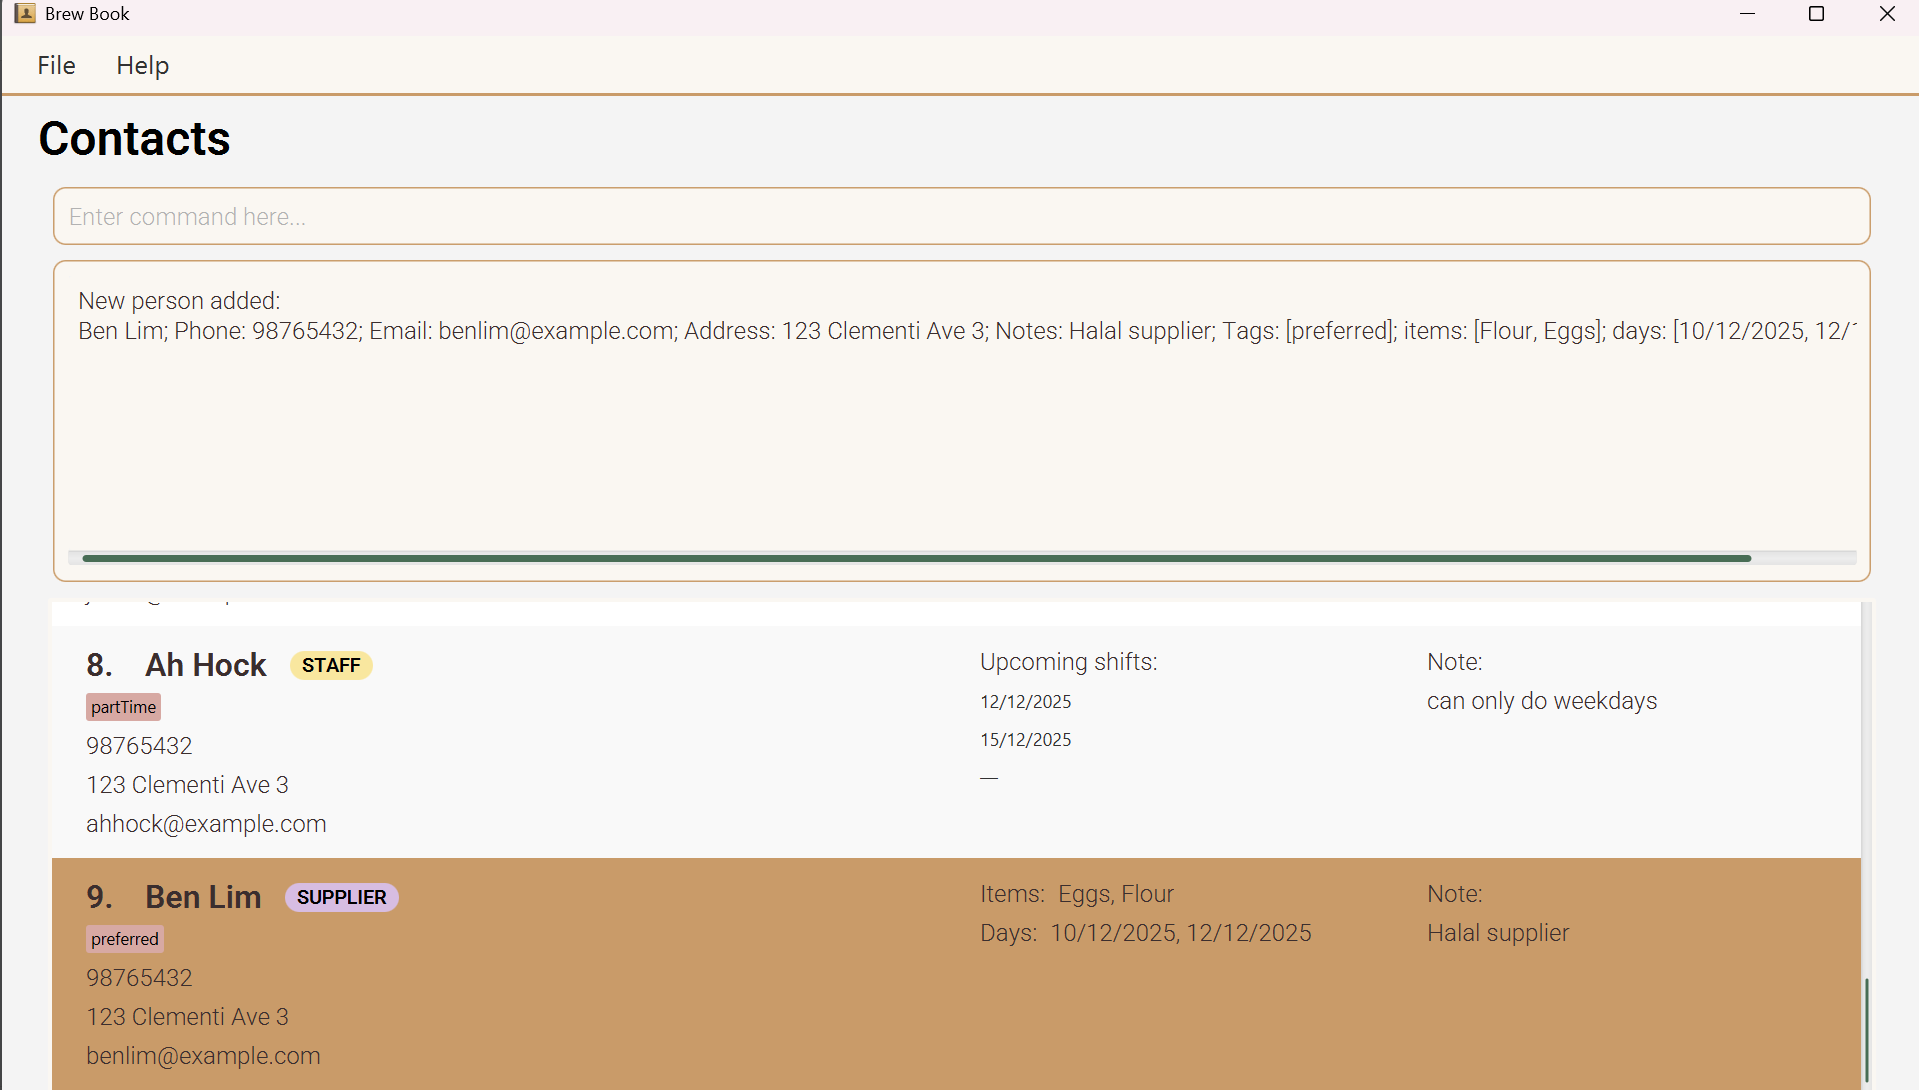 Brew Book
File Help
Contacts
Enter command here...
New person added:
Ben Lim; Phone: 98765432; Email: benlim@example.com; Address: 123 Clementi Ave 3; Notes: Halal supplier; Tags: [preferred]; items: [Flour, Eggs]; days: [10/12/2025, 12/
8. Ah Hock STAFF
partTime
98765432
123 Clementi Ave 3
ahhock@example.com
Upcoming shifts:
12/12/2025
15/12/2025
—
Note:
can only do weekdays
9. Ben Lim SUPPLIER
preferred
98765432
123 Clementi Ave 3
benlim@example.com
Items: Eggs, Flour
Days: 10/12/2025, 12/12/2025
Note:
Halal supplier